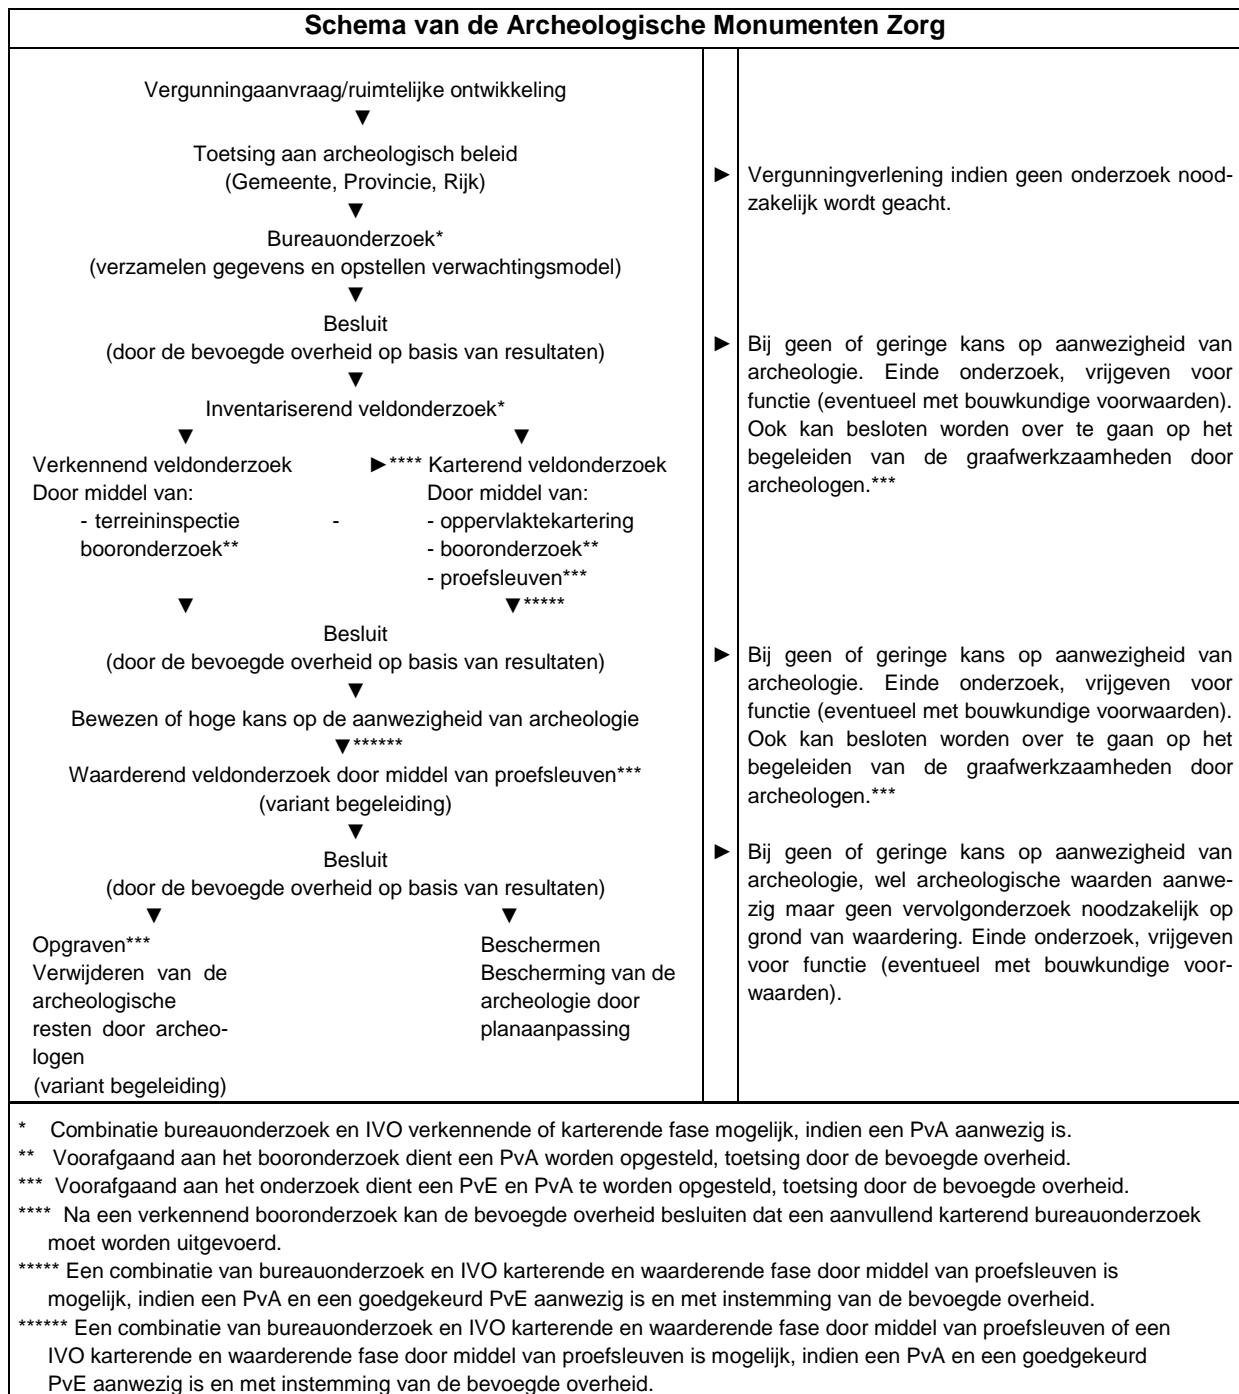 Schema van de Archeologische Monumenten Zorg
Vergunningaanvraag/ruimtelijke ontwikkeling
▼
Toetsing aan archeologisch beleid
(Gemeente, Provincie, Rijk)
▼
Bureauonderzoek*
(verzamelen gegevens en opstellen verwachtingsmodel)
▼
Besluit
(door de bevoegde overheid op basis van resultaten)
▼
Inventariserend veldonderzoek*
▼ ▼
Verkennend veldonderzoek ►**** Karterend veldonderzoek
Door middel van: Door middel van:
- terreininspectie - - oppervlaktekartering
booronderzoek** - booronderzoek**
- proefsleuven***
▼ ▼*****
Besluit
(door de bevoegde overheid op basis van resultaten)
▼
Bewezen of hoge kans op de aanwezigheid van archeologie
▼******
Waarderend veldonderzoek door middel van proefsleuven***
(variant begeleiding)
▼
Besluit
(door de bevoegde overheid op basis van resultaten)
▼ ▼
Opgraven*** Beschermen
Verwijderen van de Bescherming van de
archeologische archeologie door
resten door archeo- planaanpassing
logen
(variant begeleiding)
► Vergunningverlening indien geen onderzoek nood-
zakelijk wordt geacht.
► Bij geen of geringe kans op aanwezigheid van
archeologie. Einde onderzoek, vrijgeven voor
functie (eventueel met bouwkundige voorwaarden).
Ook kan besloten worden over te gaan op het
begeleiden van de graafwerkzaamheden door
archeologen.***
► Bij geen of geringe kans op aanwezigheid van
archeologie. Einde onderzoek, vrijgeven voor
functie (eventueel met bouwkundige voorwaarden).
Ook kan besloten worden over te gaan op het
begeleiden van de graafwerkzaamheden door
archeologen.***
► Bij geen of geringe kans op aanwezigheid van
archeologie, wel archeologische waarden aanwe-
zig maar geen vervolgonderzoek noodzakelijk op
grond van waardering. Einde onderzoek, vrijgeven
voor functie (eventueel met bouwkundige voor-
waarden).
* Combinatie bureauonderzoek en IVO verkennende of karterende fase mogelijk, indien een PvA aanwezig is.
** Voorafgaand aan het booronderzoek dient een PvA worden opgesteld, toetsing door de bevoegde overheid.
*** Voorafgaand aan het onderzoek dient een PvE en PvA te worden opgesteld, toetsing door de bevoegde overheid.
**** Na een verkennend booronderzoek kan de bevoegde overheid besluiten dat een aanvullend karterend bureauonderzoek
moet worden uitgevoerd.
***** Een combinatie van bureauonderzoek en IVO karterende en waarderende fase door middel van proefsleuven is
mogelijk, indien een PvA en een goedgekeurd PvE aanwezig is en met instemming van de bevoegde overheid.
****** Een combinatie van bureauonderzoek en IVO karterende en waarderende fase door middel van proefsleuven of een
IVO karterende en waarderende fase door middel van proefsleuven is mogelijk, indien een PvA en een goedgekeurd
PvE aanwezig is en met instemming van de bevoegde overheid.